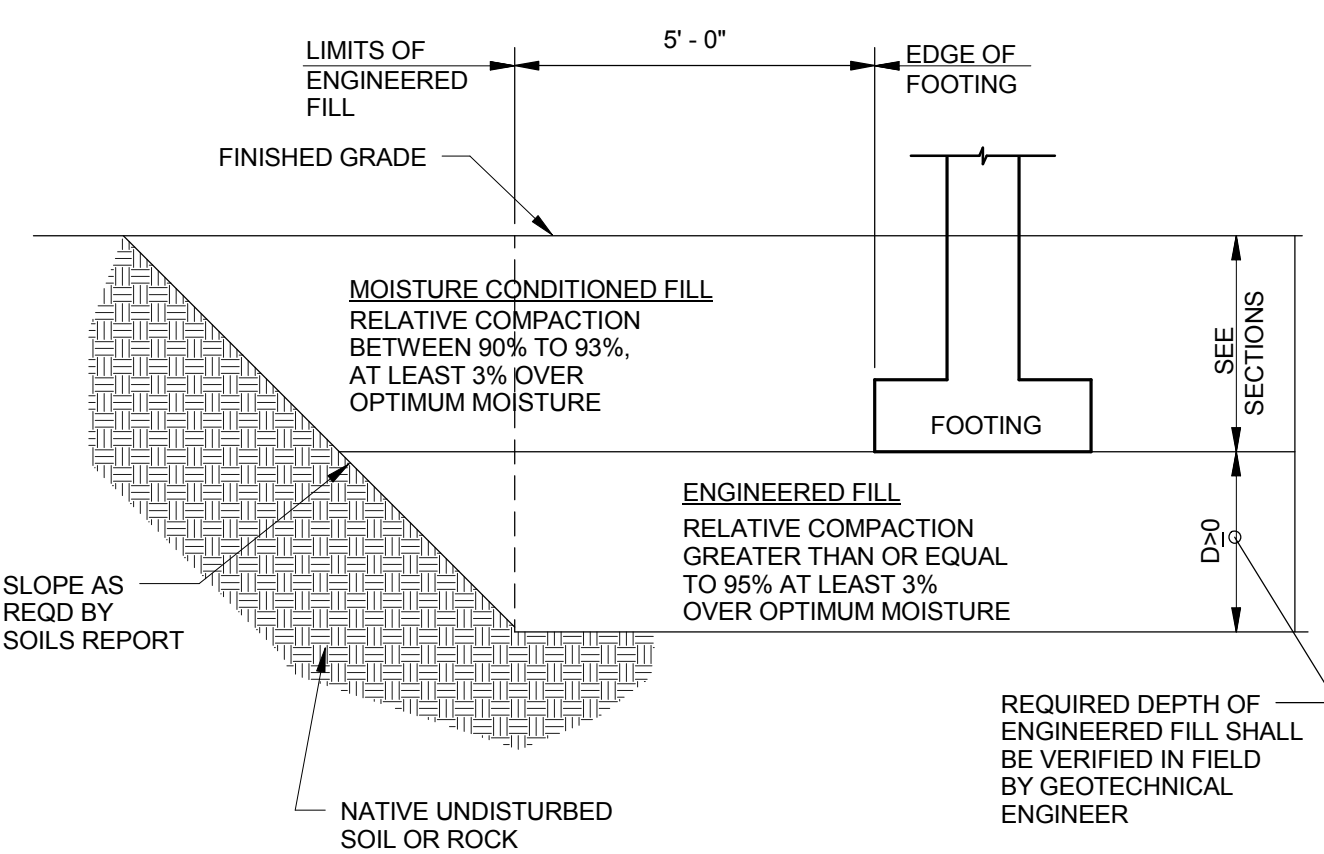 5' - 0"
LIMITS OF
ENGINEERED
FILL
EDGE OF
FOOTING
FINISHED GRADE
MOISTURE CONDITIONED FILL
RELATIVE COMPACTION
BETWEEN 90% TO 93%,
AT LEAST 3% OVER
OPTIMUM MOISTURE
SEE
SECTIONS
FOOTING
ENGINEERED FILL
RELATIVE COMPACTION
GREATER THAN OR EQUAL
TO 95% AT LEAST 3%
OVER OPTIMUM MOISTURE
D≥0
SLOPE AS
REQD BY
SOILS REPORT
REQUIRED DEPTH OF
ENGINEERED FILL SHALL
BE VERIFIED IN FIELD
BY GEOTECHNICAL
ENGINEER
NATIVE UNDISTURBED
SOIL OR ROCK